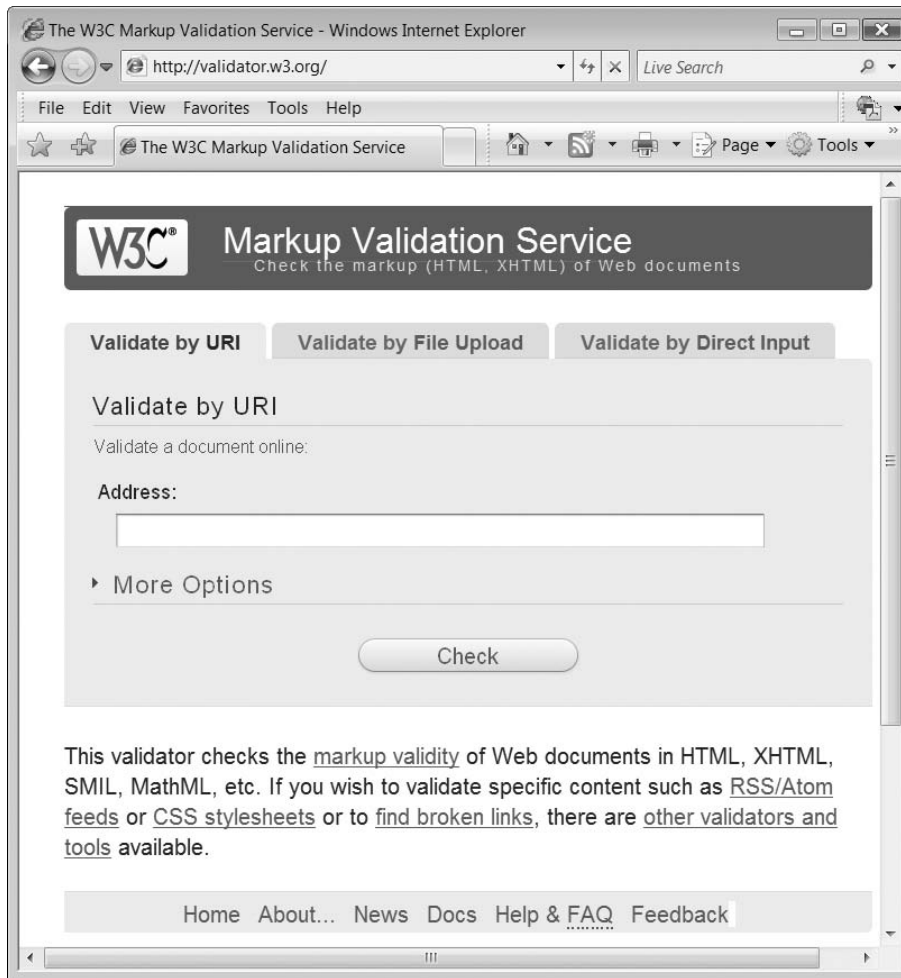 The W3C Markup Validation Service - Windows Internet Explorer
http://validator.w3.org/
Live Search
File Edit View Favorites Tools Help
The W3C Markup Validation Service
Page Tools
W3C® Markup Validation Service
Check the markup (HTML, XHTML) of Web documents
Validate by URI Validate by File Upload Validate by Direct Input
Validate by URI
Validate a document online:
Address:
More Options
Check
This validator checks the markup validity of Web documents in HTML, XHTML,
SMIL, MathML, etc. If you wish to validate specific content such as RSS/Atom
feeds or CSS stylesheets or to find broken links, there are other validators and
tools available.
Home About... News Docs Help & FAQ Feedback